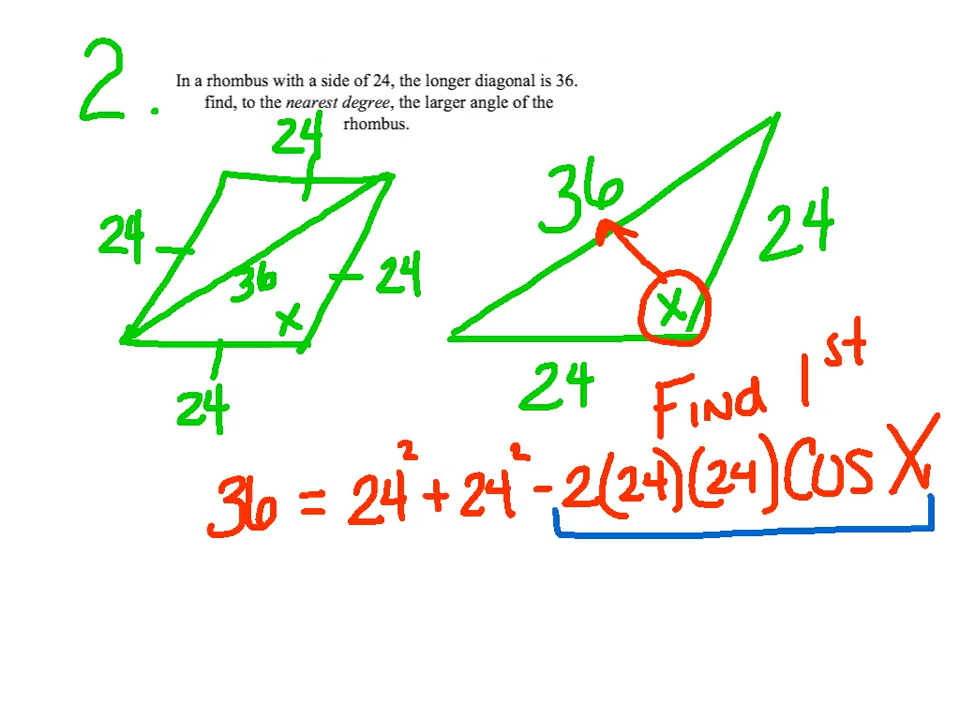 2.
In a rhombus with a side of 24, the longer diagonal is 36.
find, to the nearest degree, the larger angle of the
rhombus.
24
24
36
24
x
24
36
24
x
24
Find 1st
36 = 24² + 24² - 2(24)(24) cos x